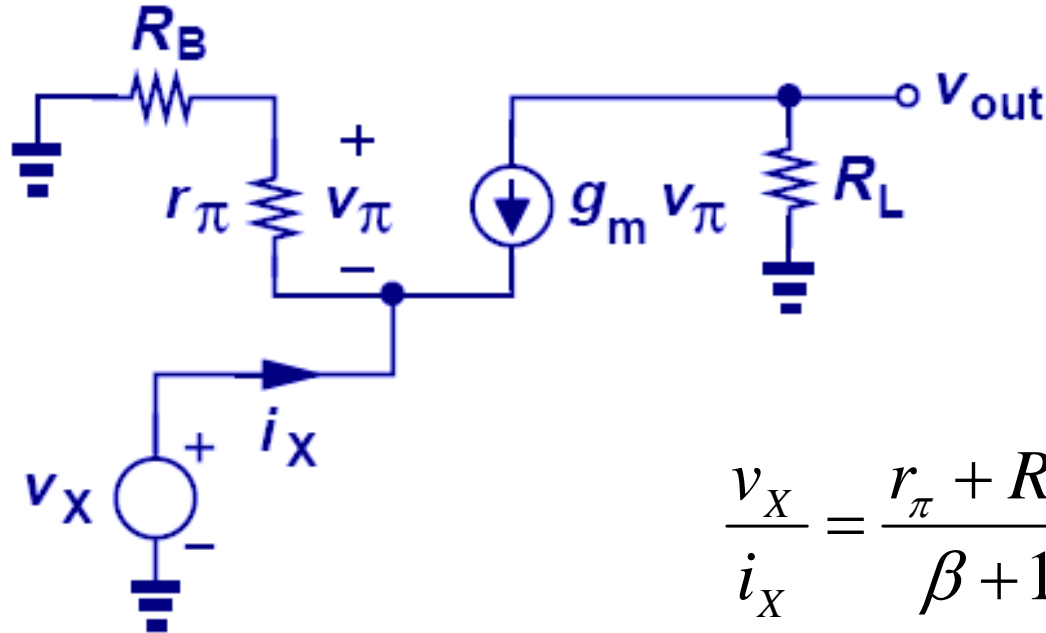 R_B
+
r_π
v_π
−
g_m v_π
v_out
R_L
i_X
v_X
+
−
v_X / i_X = r_π + R / β + 1